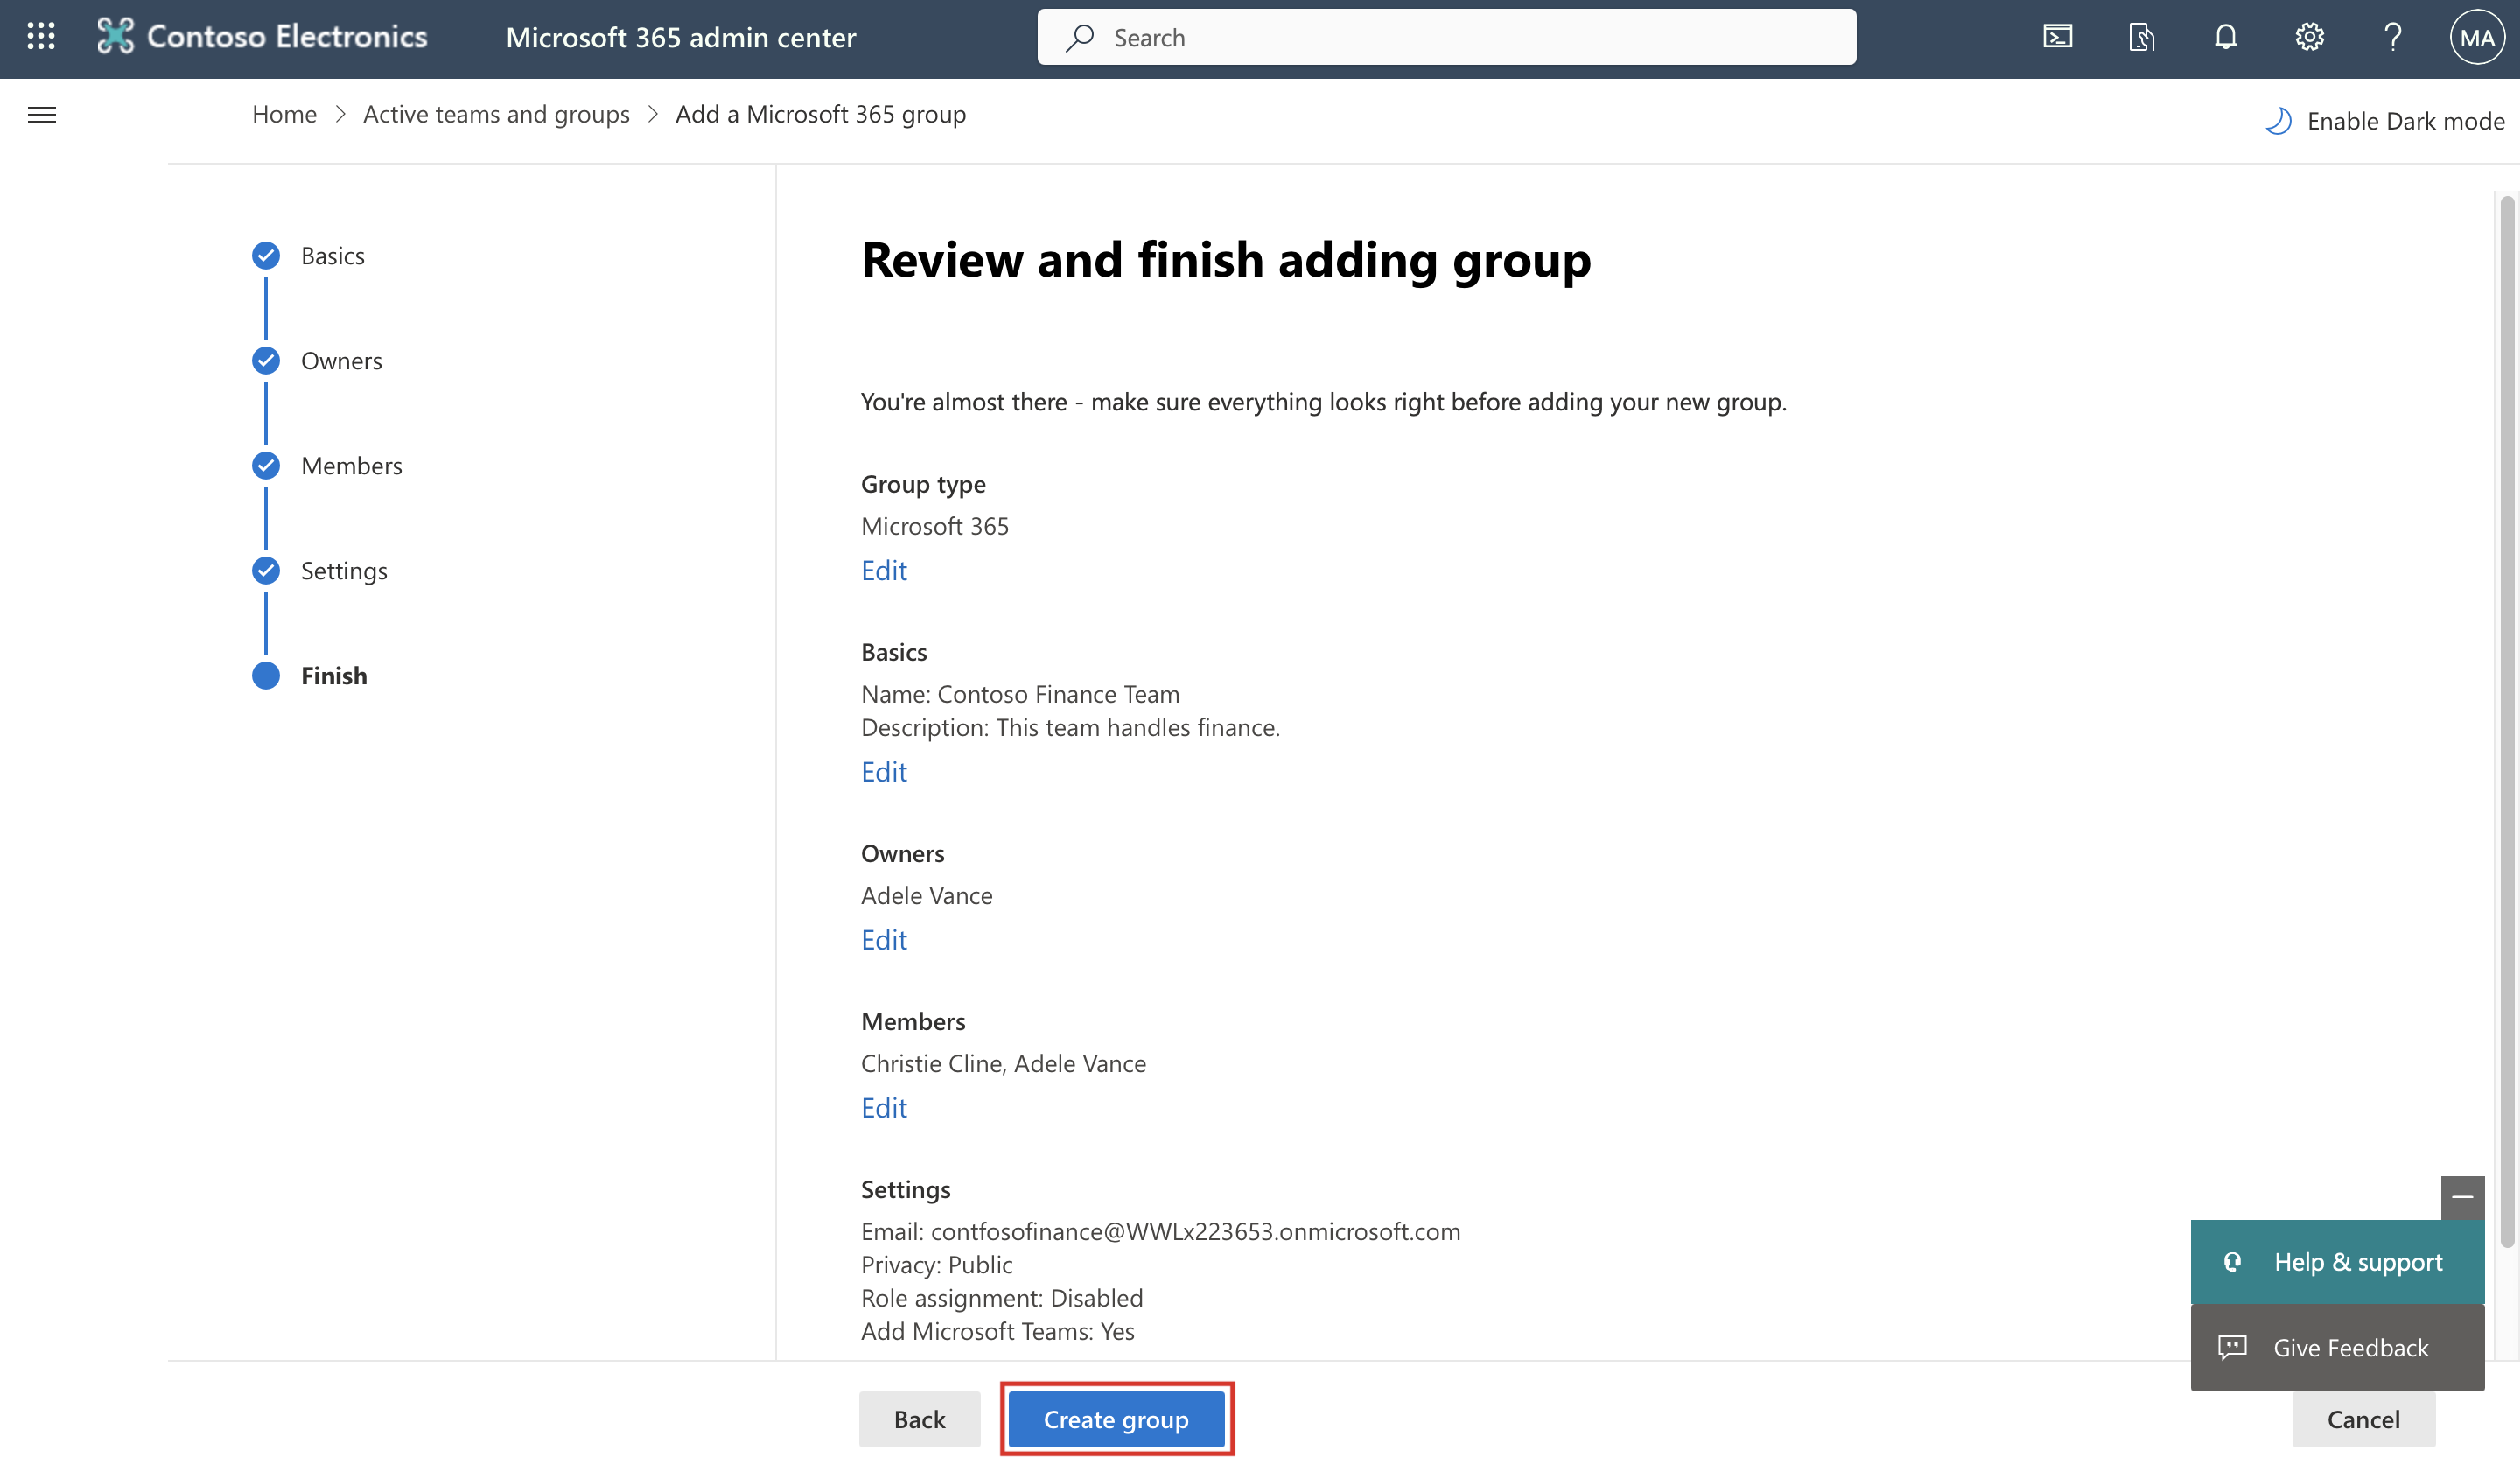 Contoso Electronics
Microsoft 365 admin center
Search
MA
Home > Active teams and groups > Add a Microsoft 365 group
Enable Dark mode
Basics
Owners
Members
Settings
Finish
Review and finish adding group
You're almost there - make sure everything looks right before adding your new group.
Group type
Microsoft 365
Edit
Basics
Name: Contoso Finance Team
Description: This team handles finance.
Edit
Owners
Adele Vance
Edit
Members
Christie Cline, Adele Vance
Edit
Settings
Email: contfosofinance@WWLx223653.onmicrosoft.com
Privacy: Public
Role assignment: Disabled
Add Microsoft Teams: Yes
Help & support
Give Feedback
Back
Create group
Cancel